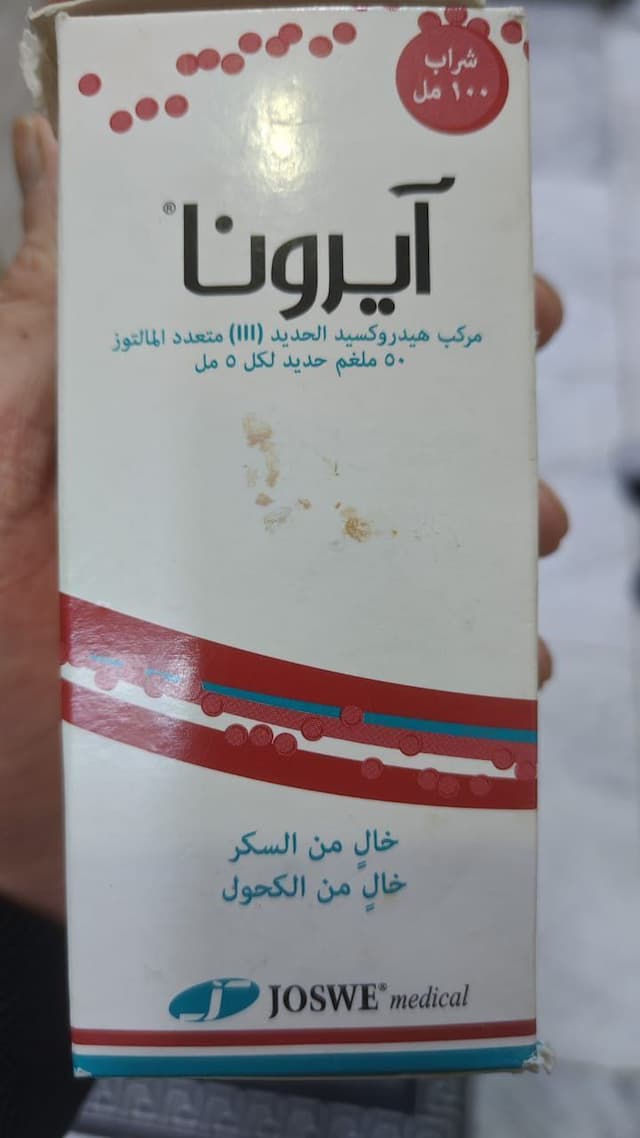 شراب
١٠٠ مل
آيرونا®
مركب هيدروكسيد الحديد (III) متعدد المالتوز
٥٠ ملغم حديد لكل ٥ مل
خالٍ من السكر
خالٍ من الكحول
JOSWE® medical